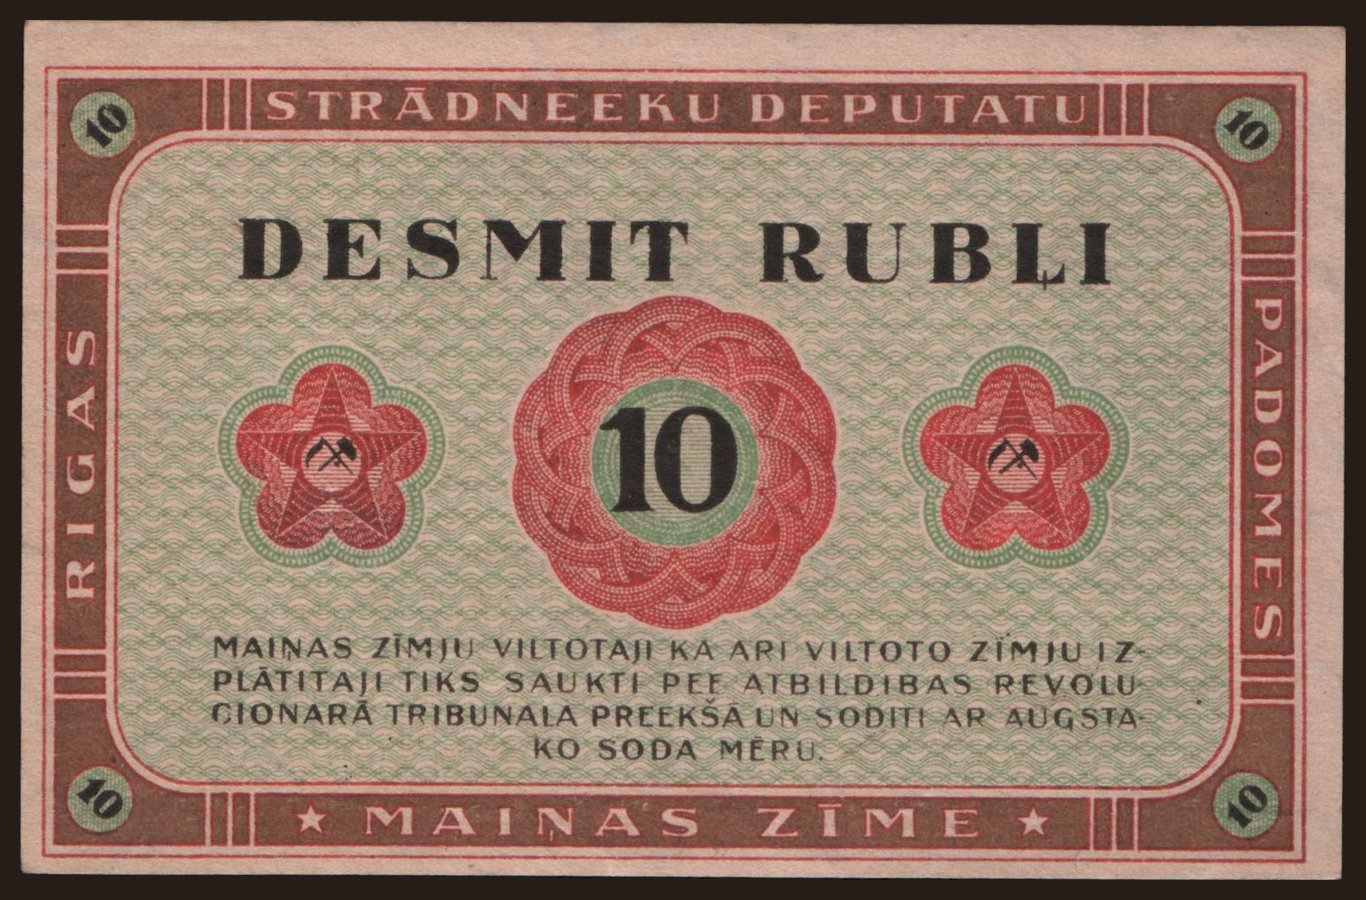 10
STRĀDNEEKU DEPUTATU
10
RIGAS
DESMIT RUBĻI
PADOMES
10
MAIŅAS ZĪMJU VILTOTAJI KA ARI VILTOTO ZĪMJU IZ-
PLĀTITAJI TIKS SAUKTI PEE ATBILDIBAS REVOLU-
CIONARĀ TRIBUNALA PREEKŠĀ UN SODITI AR AUGSTA-
KO SODA MĒRU.
10
★ MAIŅAS ZĪME ★
10